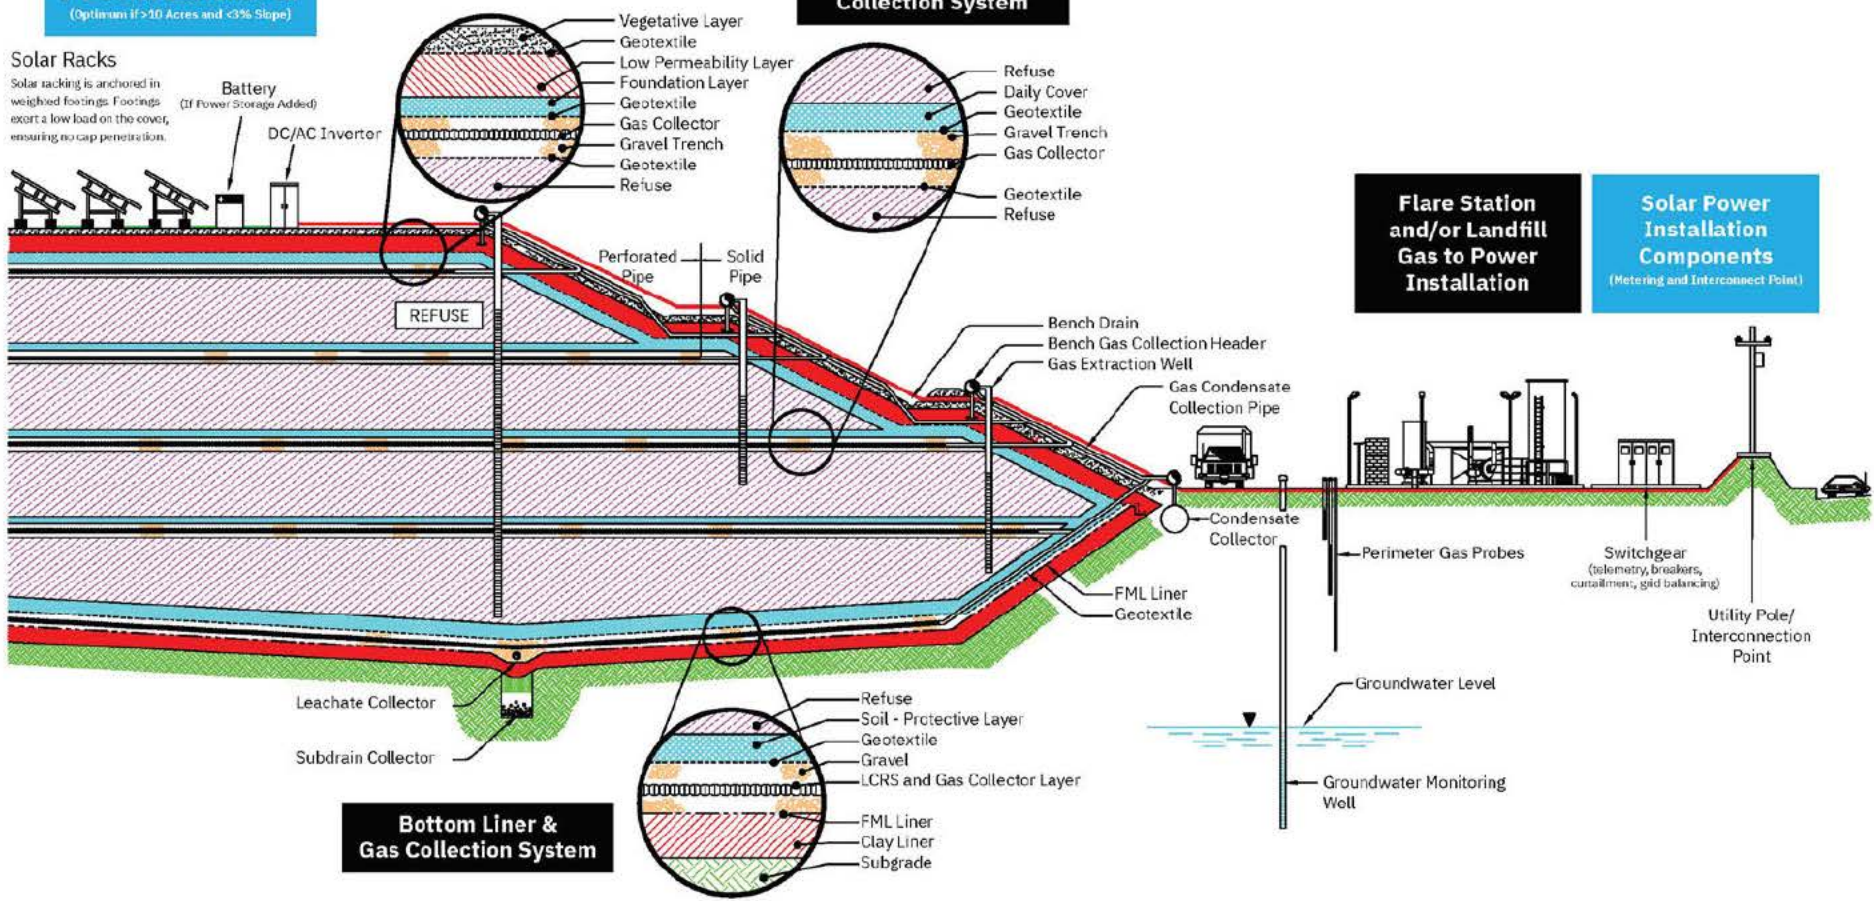 (Optimum if >10 Acres and <3% Slope)
Collection System
Solar Racks
Solar racking is anchored in
weighted footings. Footings
exert a low load on the cover,
ensuring no cap penetration.
Battery
(If Power Storage Added)
DC/AC Inverter
Vegetative Layer
Geotextile
Low Permeability Layer
Foundation Layer
Geotextile
Gas Collector
Gravel Trench
Geotextile
Refuse
Refuse
Daily Cover
Geotextile
Gravel Trench
Gas Collector
Geotextile
Refuse
Flare Station
and/or Landfill
Gas to Power
Installation
Solar Power
Installation
Components
(Metering and Interconnect Point)
Perforated
Pipe
Solid
Pipe
REFUSE
Bench Drain
Bench Gas Collection Header
Gas Extraction Well
Gas Condensate
Collection Pipe
Condensate
Collector
Perimeter Gas Probes
Switchgear
(telemetry, breakers,
curtailment, grid balancing)
FML Liner
Geotextile
Utility Pole/
Interconnection
Point
Leachate Collector
Subdrain Collector
Groundwater Level
Groundwater Monitoring
Well
Refuse
Soil - Protective Layer
Geotextile
Gravel
LCRS and Gas Collector Layer
FML Liner
Clay Liner
Subgrade
Bottom Liner &
Gas Collection System